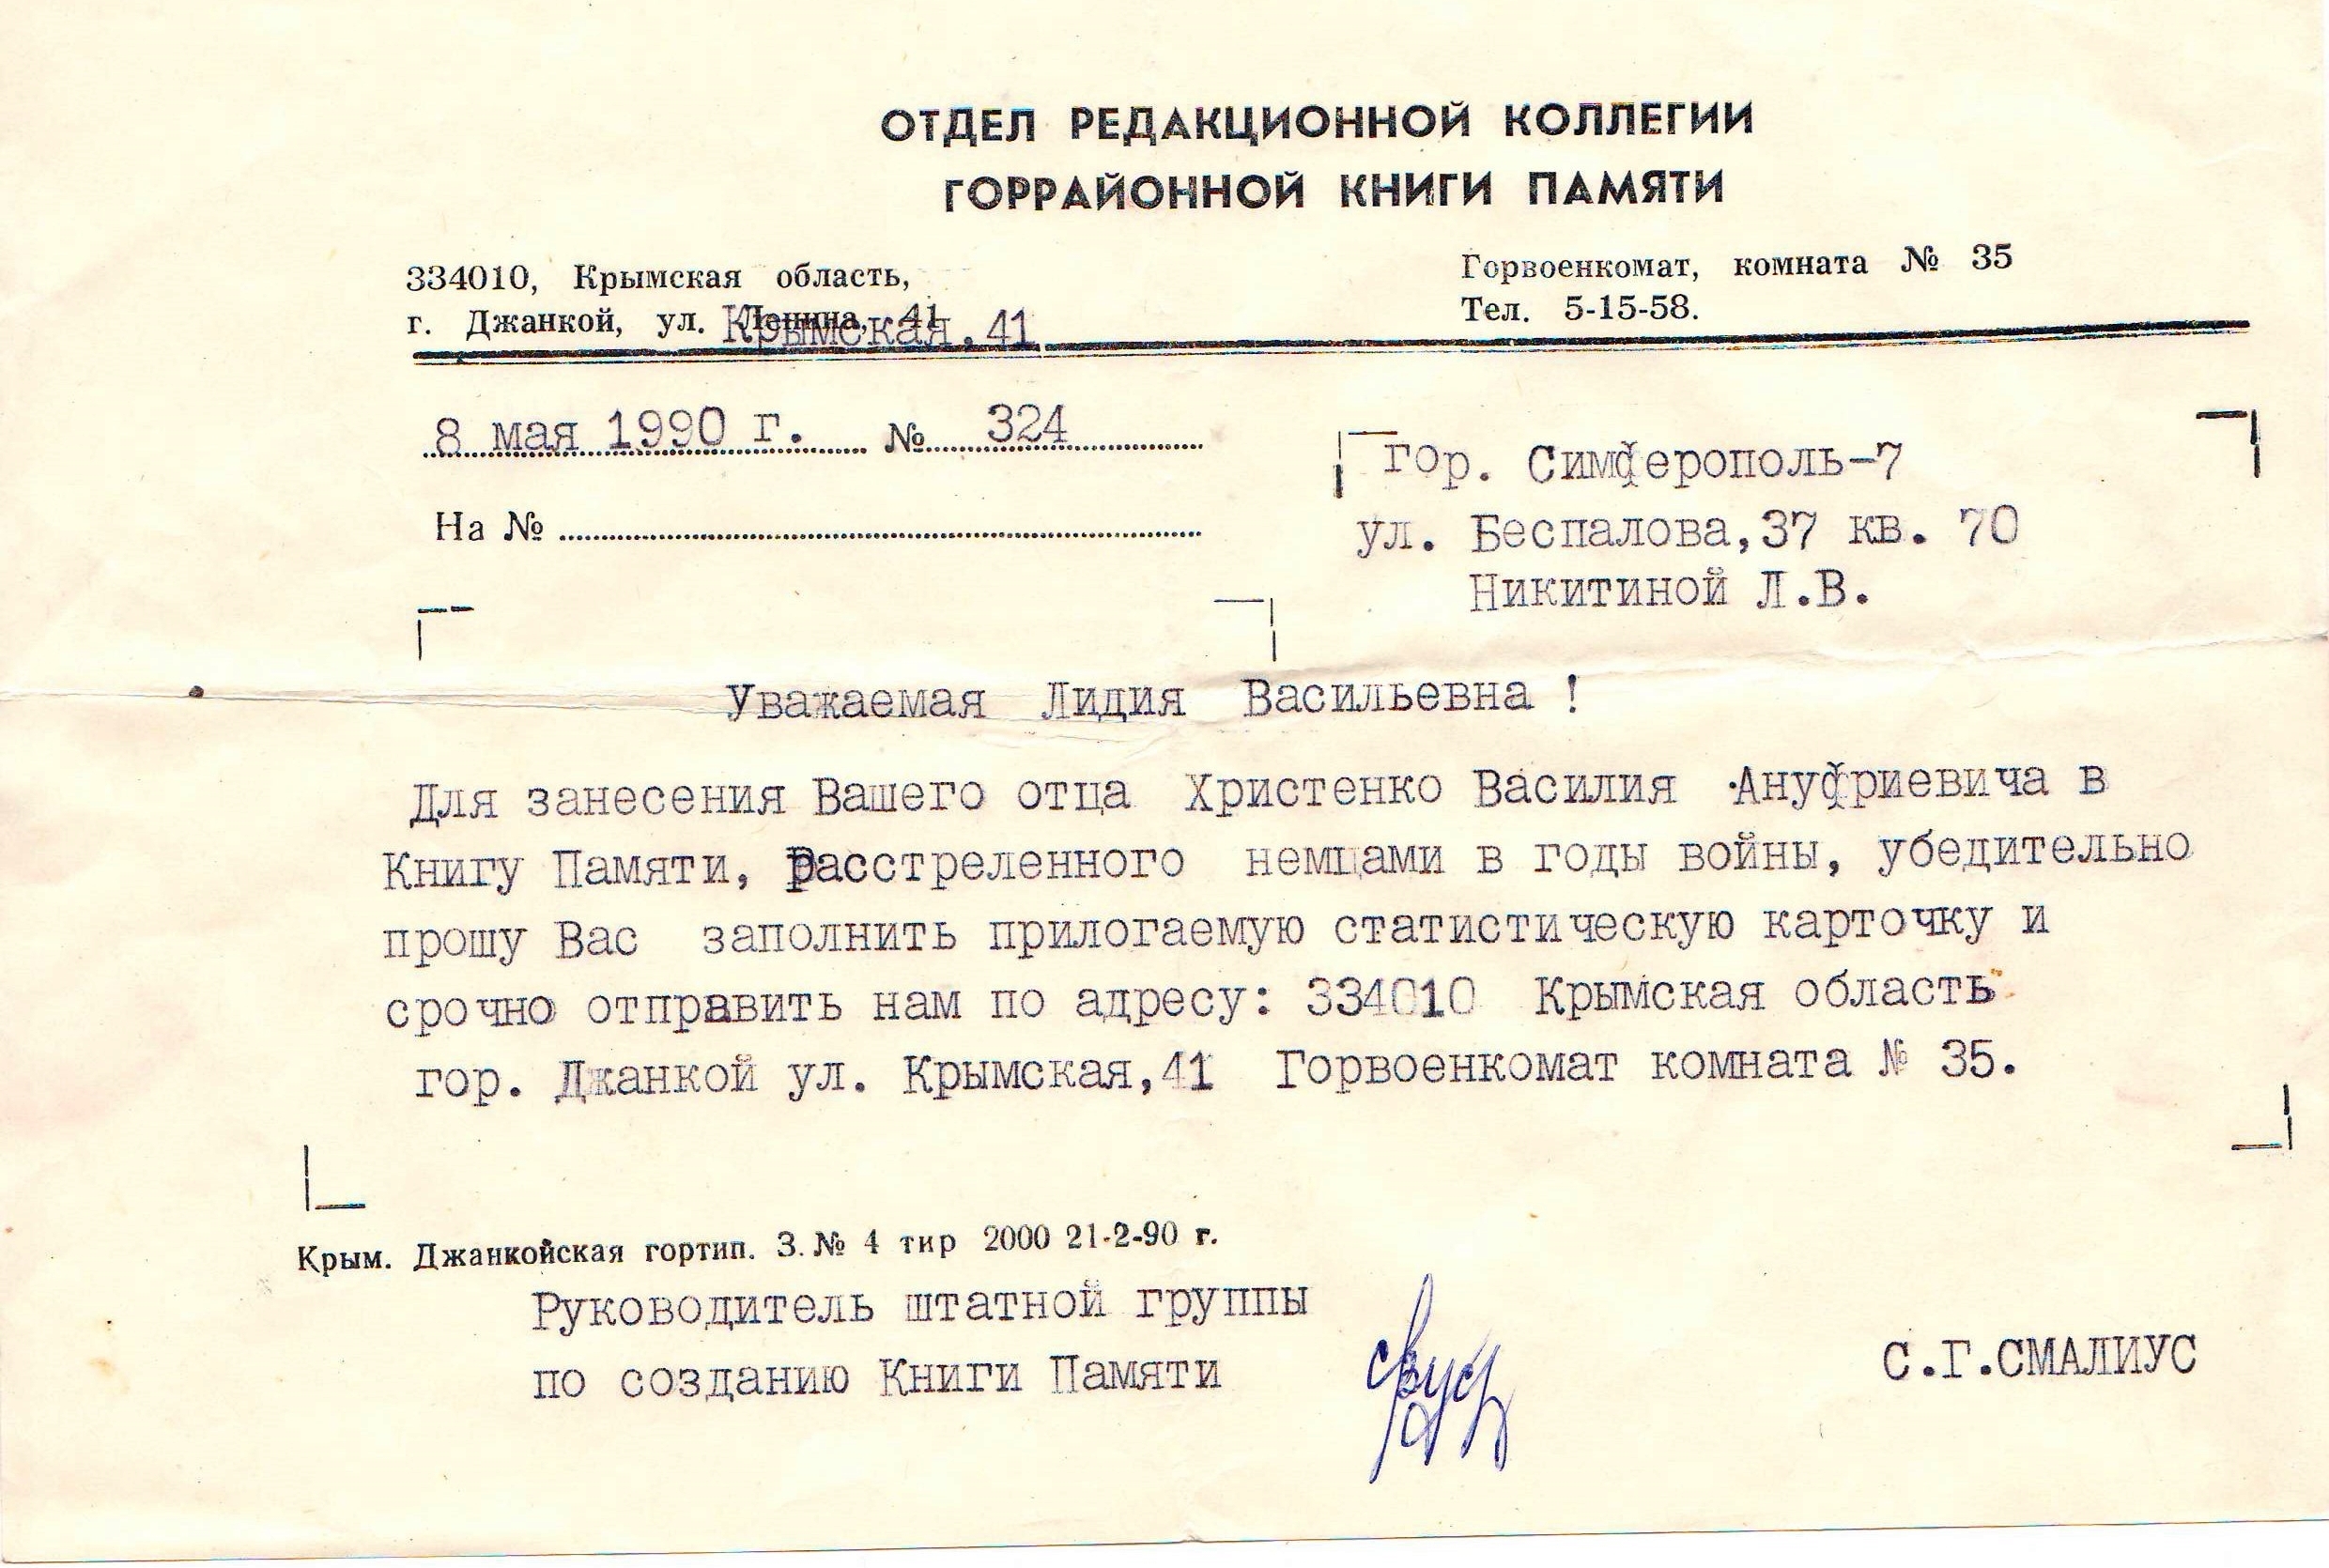 ОТДЕЛ РЕДАКЦИОННОЙ КОЛЛЕГИИ
ГОРРАЙОННОЙ КНИГИ ПАМЯТИ
334010, Крымская область,
г. Джанкой, ул. Ленина, 41
Крымская.41
Горвоенкомат, комната № 35
Тел. 5-15-58.
8 мая 1990 г. № 324
На №
гор. Симферополь-7
ул. Беспалова,37 кв. 70
Никитиной Л.В.
Уважаемая Лидия Васильевна !
Для занесения Вашего отца Христенко Василия Ануфриевича в
Книгу Памяти, расстреленного немцами в годы войны, убедительно
прошу Вас заполнить прилогаемую статистическую карточку и
срочно отправить нам по адресу: 334010 Крымская область
гор. Джанкой ул. Крымская,41 Горвоенкомат комната № 35.
Крым. Джанкойская гортип. З. № 4 тир 2000 21-2-90 г.
Руководитель штатной группы
по созданию Книги Памяти
С.Г.СМАЛИУС